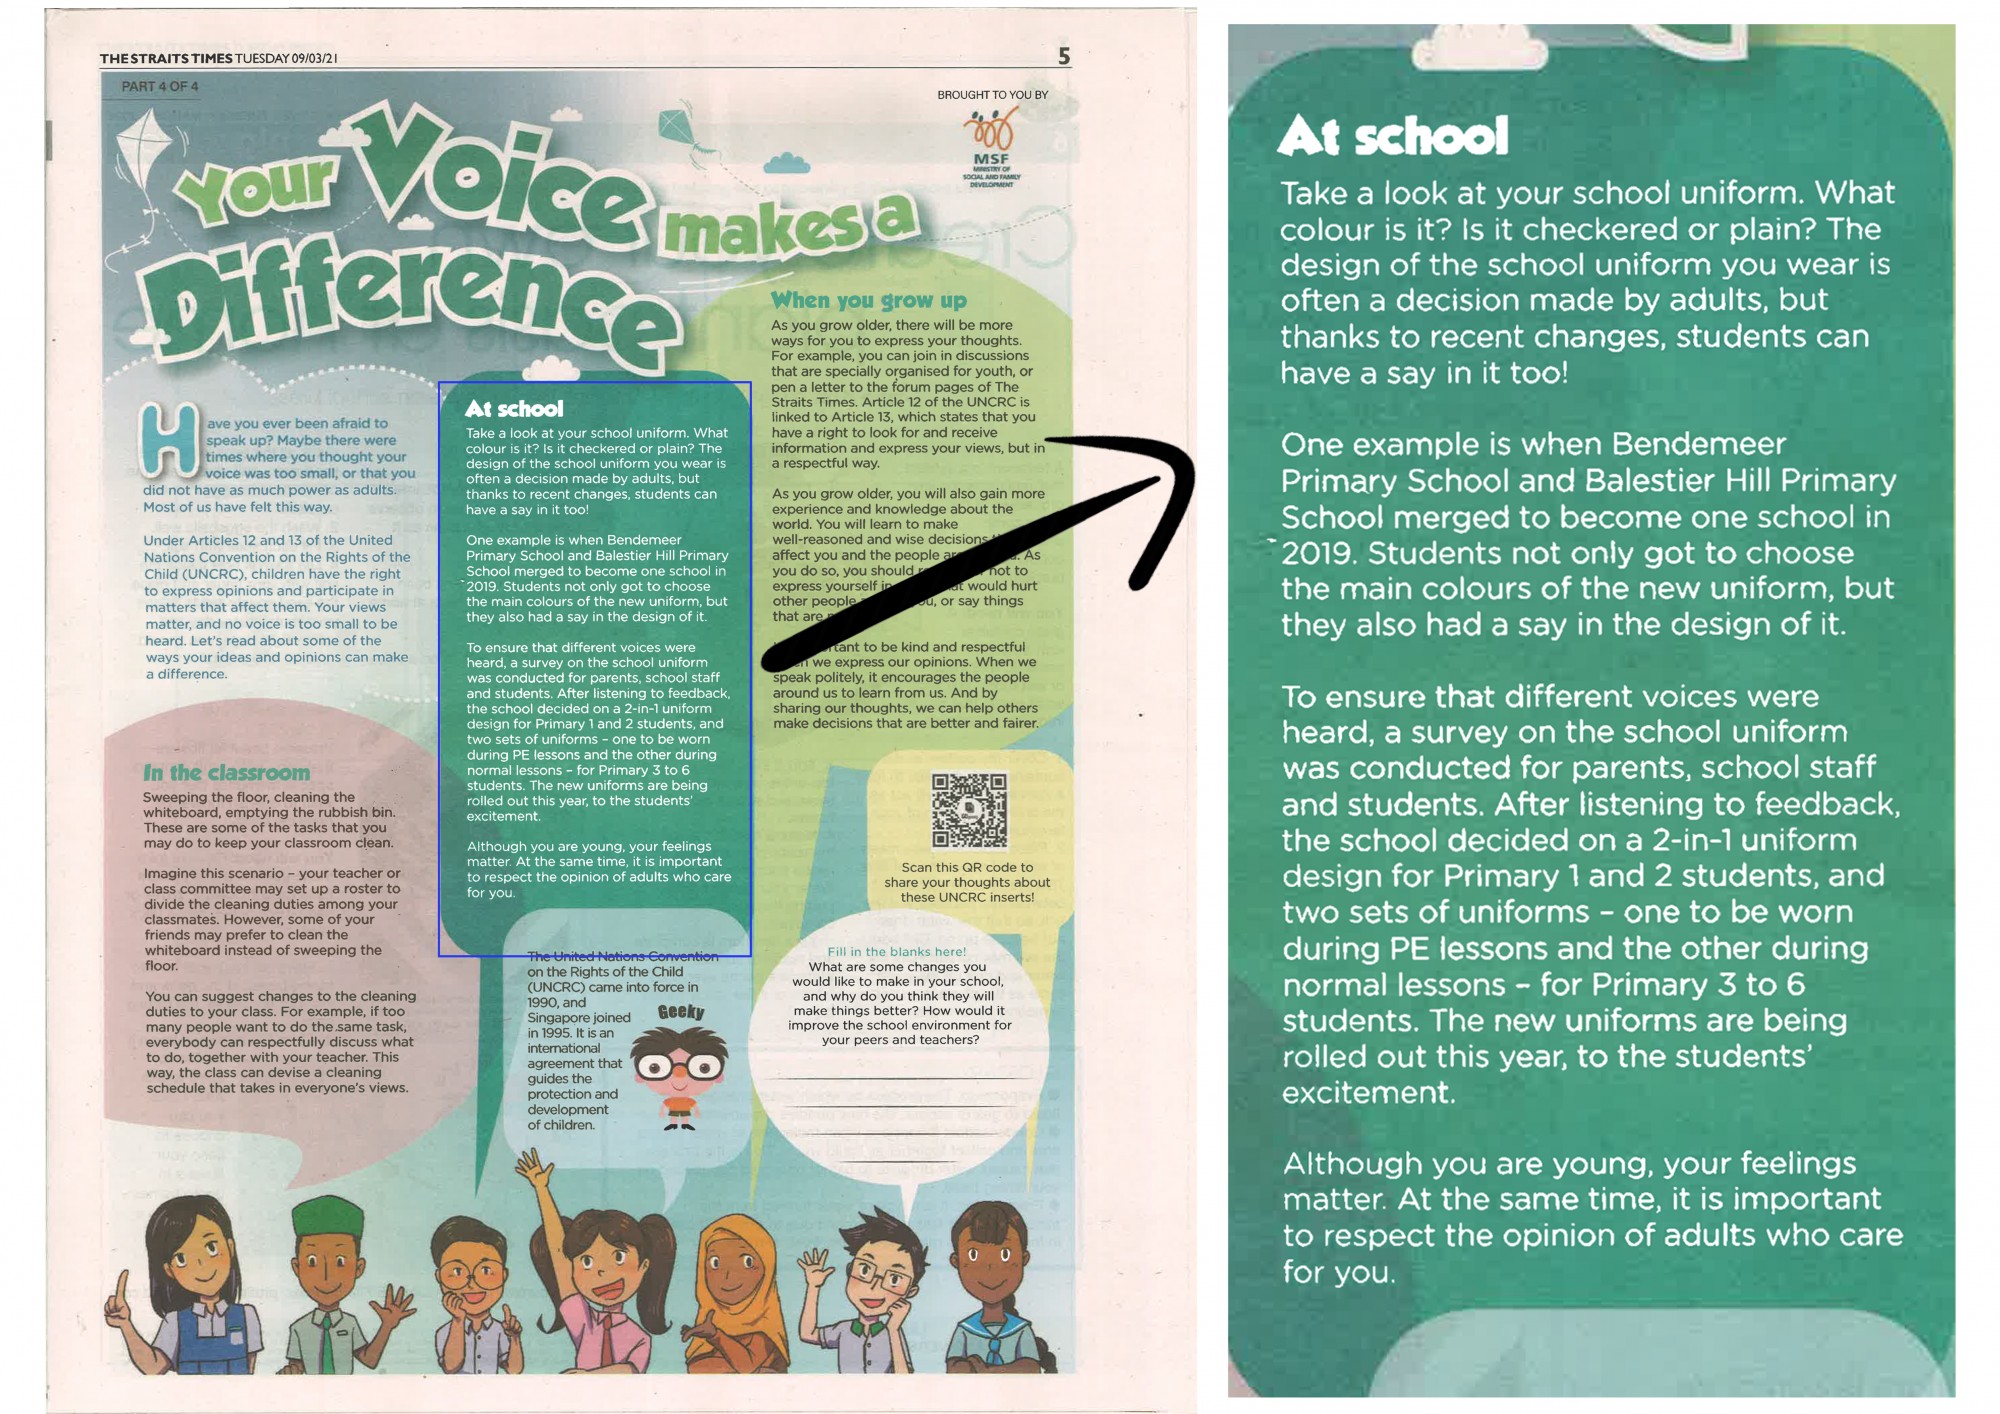 THE STRAITS TIMES TUESDAY 09/03/21
5
PART 4 OF 4
BROUGHT TO YOU BY
MSF
MINISTRY OF
SOCIAL AND FAMILY
DEVELOPMENT
Your Voice makes a
Difference
Have you ever been afraid to
speak up? Maybe there were
times where you thought your
voice was too small, or that you
did not have as much power as adults.
Most of us have felt this way.
Under Articles 12 and 13 of the United
Nations Convention on the Rights of the
Child (UNCRC), children have the right
to express opinions and participate in
matters that affect them. Your views
matter, and no voice is too small to be
heard. Let's read about some of the
ways your ideas and opinions can make
a difference.
In the classroom
Sweeping the floor, cleaning the
whiteboard, emptying the rubbish bin.
These are some of the tasks that you
may do to keep your classroom clean.
Imagine this scenario – your teacher or
class committee may set up a roster to
divide the cleaning duties among your
classmates. However, some of your
friends may prefer to clean the
whiteboard instead of sweeping the
floor.
You can suggest changes to the cleaning
duties to your class. For example, if too
many people want to do the same task,
everybody can respectfully discuss what
to do, together with your teacher. This
way, the class can devise a cleaning
schedule that takes in everyone's views.
At school
Take a look at your school uniform. What
colour is it? Is it checkered or plain? The
design of the school uniform you wear is
often a decision made by adults, but
thanks to recent changes, students can
have a say in it too!
One example is when Bendemeer
Primary School and Balestier Hill Primary
School merged to become one school in
2019. Students not only got to choose
the main colours of the new uniform, but
they also had a say in the design of it.
To ensure that different voices were
heard, a survey on the school uniform
was conducted for parents, school staff
and students. After listening to feedback,
the school decided on a 2-in-1 uniform
design for Primary 1 and 2 students, and
two sets of uniforms – one to be worn
during PE lessons and the other during
normal lessons – for Primary 3 to 6
students. The new uniforms are being
rolled out this year, to the students'
excitement.
Although you are young, your feelings
matter. At the same time, it is important
to respect the opinion of adults who care
for you.
The United Nations Convention
on the Rights of the Child
(UNCRC) came into force in
1990, and
Singapore joined
in 1995. It is an
international
agreement that
guides the
protection and
development
of children.
Geeky
When you grow up
As you grow older, there will be more
ways for you to express your thoughts.
For example, you can join in discussions
that are specially organised for youth, or
pen a letter to the forum pages of The
Straits Times. Article 12 of the UNCRC is
linked to Article 13, which states that you
have a right to look for and receive
information and express your views, but in
a respectful way.
As you grow older, you will also gain more
experience and knowledge about the
world. You will learn to make
well-reasoned and wise decisions
affect you and the people As
you do so, you should not to
express yourself in would hurt
other people or say things
that are
to be kind and respectful
we express our opinions. When we
speak politely, it encourages the people
around us to learn from us. And by
sharing our thoughts, we can help others
make decisions that are better and fairer.
Scan this QR code to
share your thoughts about
these UNCRC inserts!
Fill in the blanks here!
What are some changes you
would like to make in your school,
and why do you think they will
make things better? How would it
improve the school environment for
your peers and teachers?
At school
Take a look at your school uniform. What
colour is it? Is it checkered or plain? The
design of the school uniform you wear is
often a decision made by adults, but
thanks to recent changes, students can
have a say in it too!
One example is when Bendemeer
Primary School and Balestier Hill Primary
School merged to become one school in
2019. Students not only got to choose
the main colours of the new uniform, but
they also had a say in the design of it.
To ensure that different voices were
heard, a survey on the school uniform
was conducted for parents, school staff
and students. After listening to feedback,
the school decided on a 2-in-1 uniform
design for Primary 1 and 2 students, and
two sets of uniforms – one to be worn
during PE lessons and the other during
normal lessons – for Primary 3 to 6
students. The new uniforms are being
rolled out this year, to the students'
excitement.
Although you are young, your feelings
matter. At the same time, it is important
to respect the opinion of adults who care
for you.